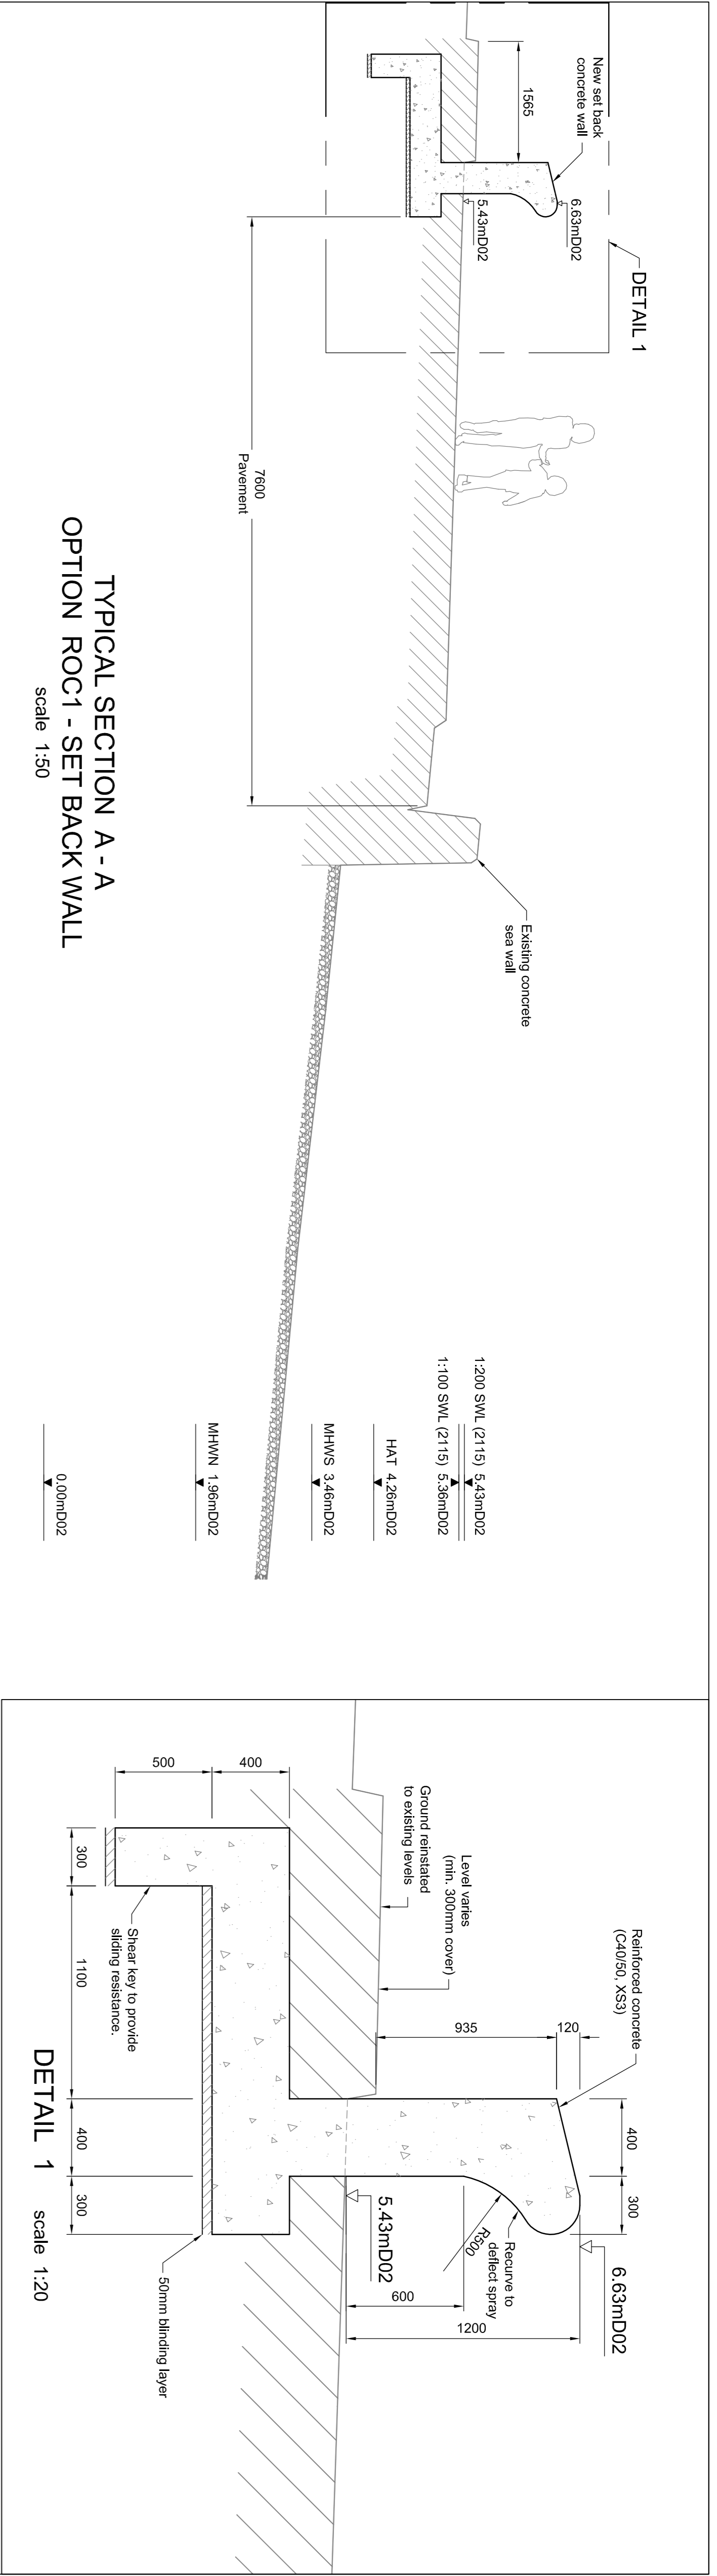 DETAIL 1
New set back
concrete wall
6.63mD02
1565
5.43mD02
7600
Pavement
Existing concrete
sea wall
1:200 SWL (2115) 5.43mD02
1:100 SWL (2115) 5.36mD02
HAT 4.26mD02
MHWS 3.46mD02
MHWN 1.96mD02
0.00mD02
TYPICAL SECTION A - A
OPTION ROC1 - SET BACK WALL
scale 1:50
Reinforced concrete
(C40/50, XS3)
400
300
6.63mD02
120
935
Level varies
(min. 300mm cover)
Ground reinstated
to existing levels
Recurve to
deflect spray
R500
600
1200
5.43mD02
400
500
300
1100
400
300
Shear key to provide
sliding resistance.
50mm blinding layer
DETAIL 1 scale 1:20